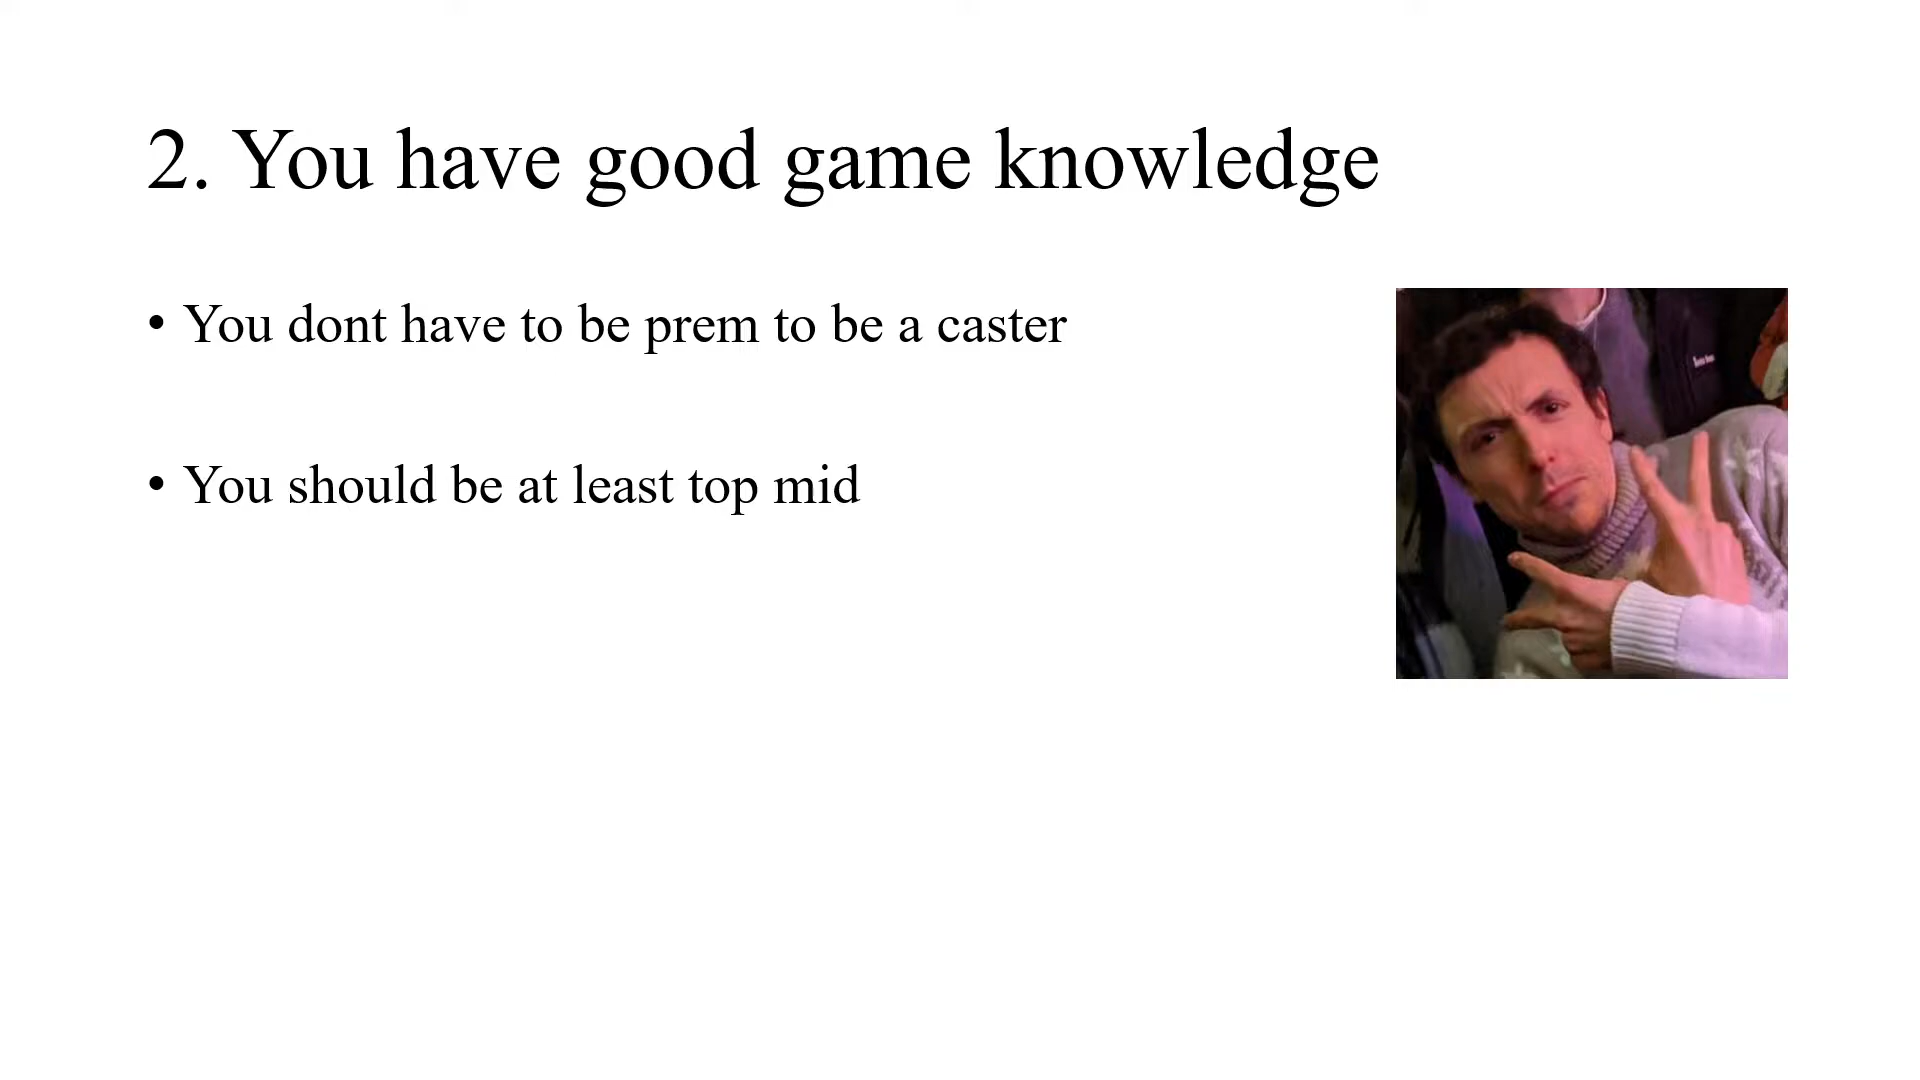 2. You have good game knowledge
• You dont have to be prem to be a caster
• You should be at least top mid